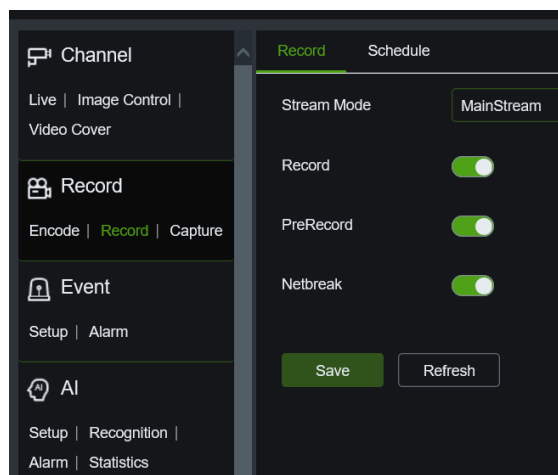 Channel
Live | Image Control |
Video Cover
Record
Encode | Record | Capture
Event
Setup | Alarm
AI
AI
Setup | Recognition |
Alarm | Statistics
Record Schedule
Stream Mode MainStream
Record
PreRecord
Netbreak
Save Refresh